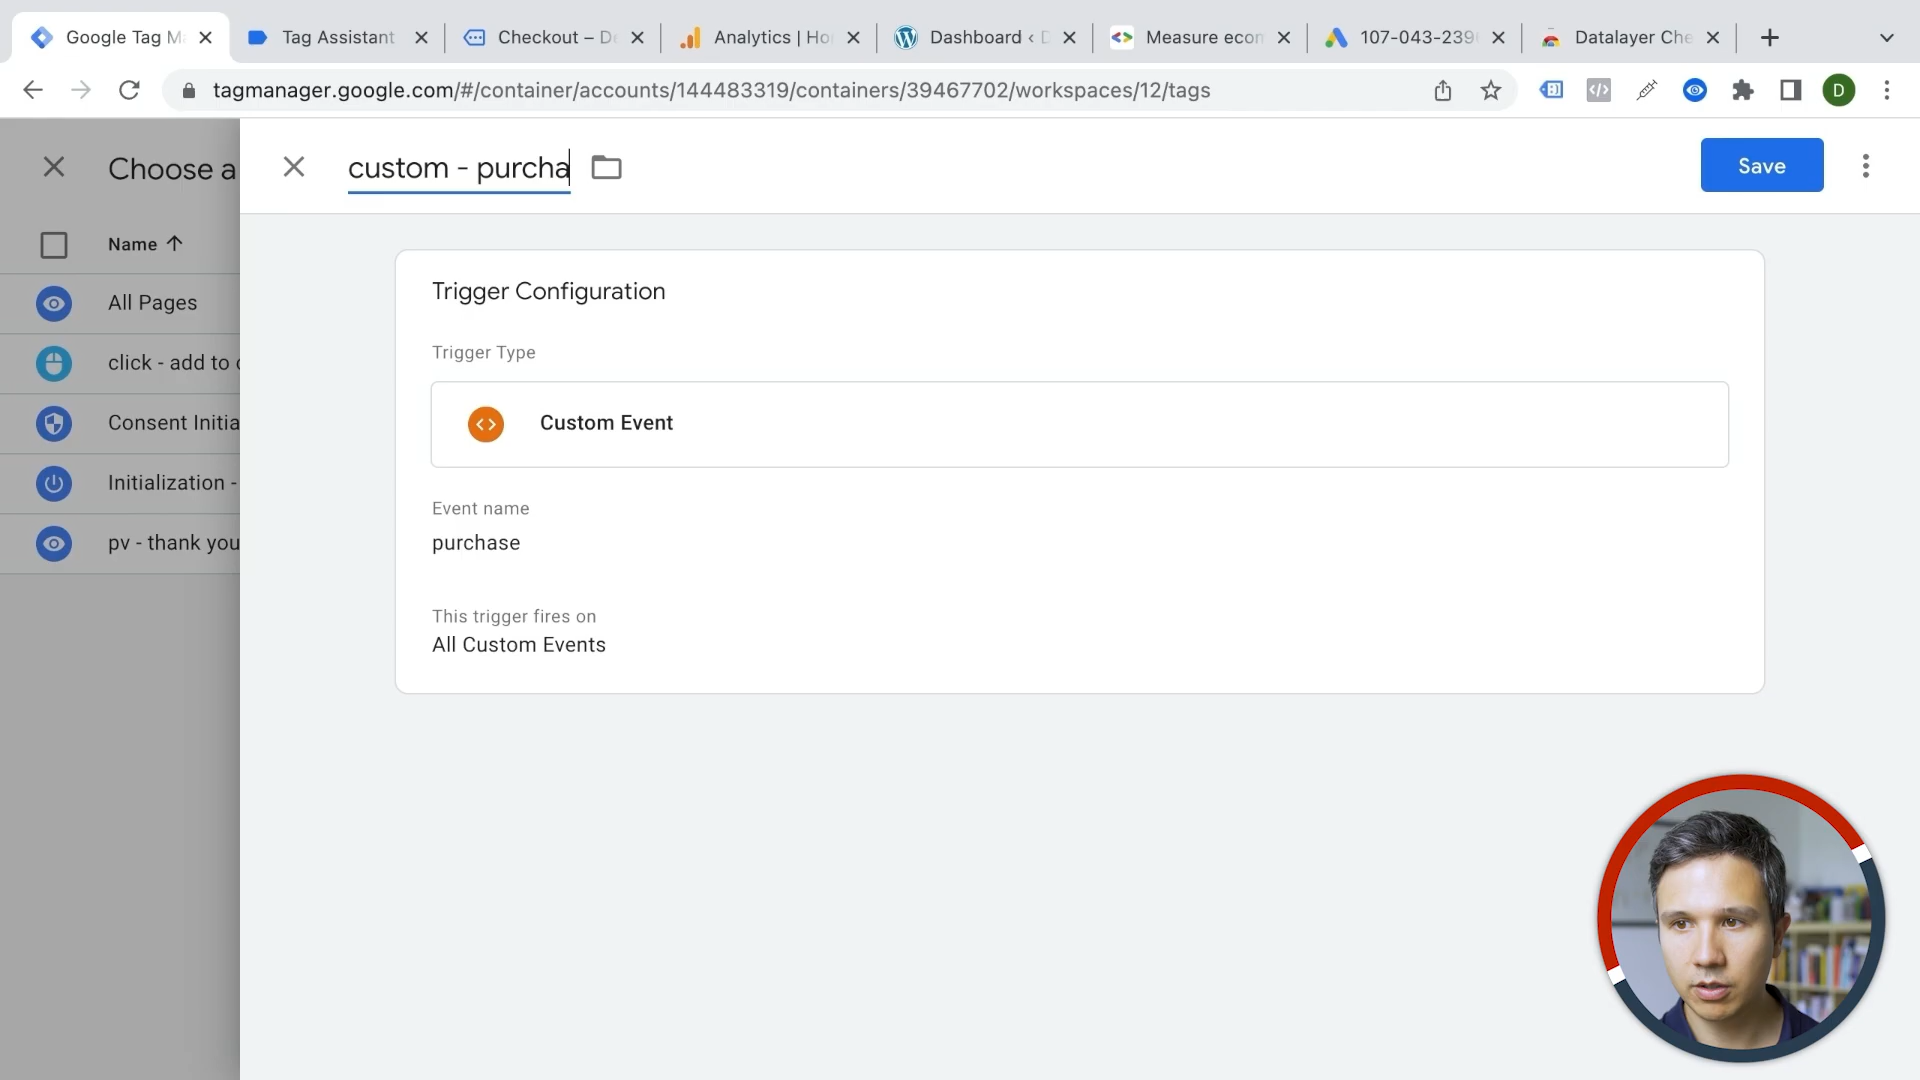 Google Tag Ma
Tag Assistant
Checkout – De
Analytics | Ho
Dashboard ‹ D
Measure econ
107-043-2396
Datalayer Che
tagmanager.google.com/#/container/accounts/144483319/containers/39467702/workspaces/12/tags
D
Choose a
custom - purcha
Save
Name
All Pages
click - add to c
Consent Initia
Initialization -
pv - thank you
Trigger Configuration
Trigger Type
Custom Event
Event name
purchase
This trigger fires on
All Custom Events